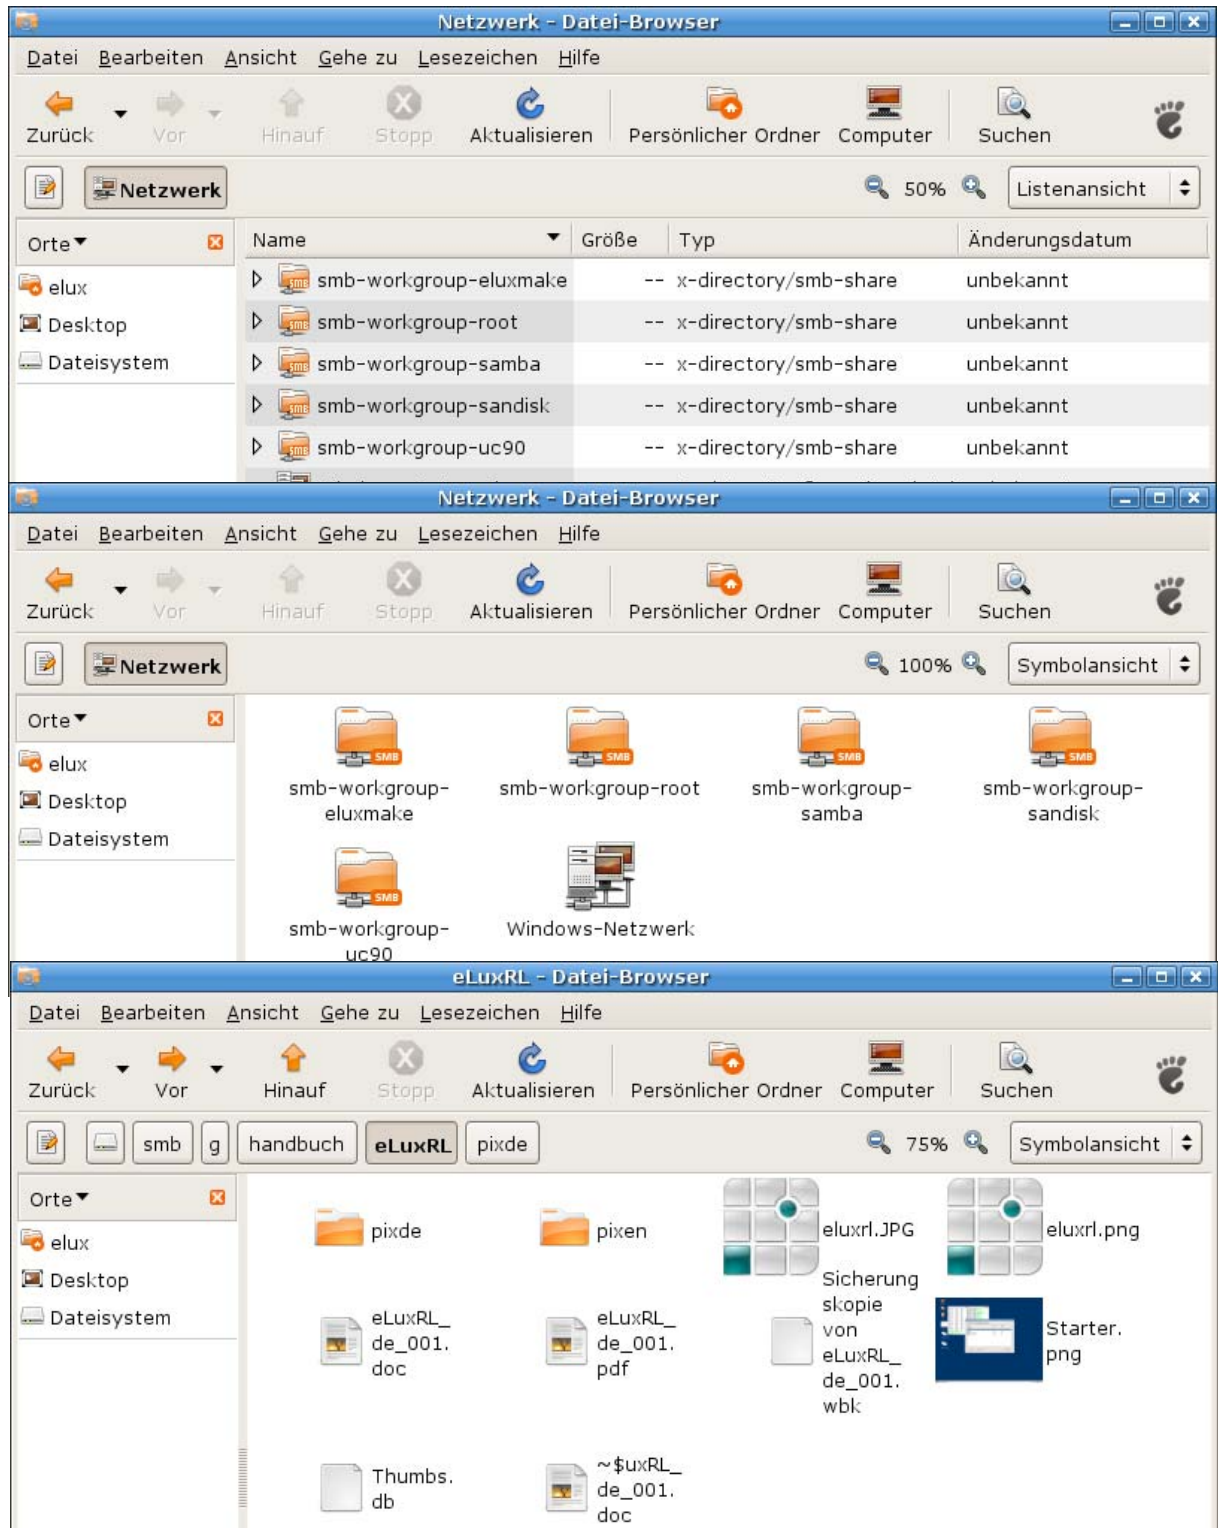 Netzwerk - Datei-Browser
Datei Bearbeiten Ansicht Gehe zu Lesezeichen Hilfe
Zurück Vor Hinauf Stopp Aktualisieren Persönlicher Ordner Computer Suchen
Netzwerk 50% Listenansicht
Orte Name Größe Typ Änderungsdatum
elux smb-workgroup-eluxmake -- x-directory/smb-share unbekannt
Desktop smb-workgroup-root -- x-directory/smb-share unbekannt
Dateisystem smb-workgroup-samba -- x-directory/smb-share unbekannt
smb-workgroup-sandisk -- x-directory/smb-share unbekannt
smb-workgroup-uc90 -- x-directory/smb-share unbekannt
Netzwerk - Datei-Browser
Datei Bearbeiten Ansicht Gehe zu Lesezeichen Hilfe
Zurück Vor Hinauf Stopp Aktualisieren Persönlicher Ordner Computer Suchen
Netzwerk 100% Symbolansicht
Orte
elux
Desktop
Dateisystem
SMB SMB SMB SMB
smb-workgroup- smb-workgroup-root smb-workgroup- smb-workgroup-
eluxmake samba sandisk
SMB
smb-workgroup- Windows-Netzwerk
uc90
eLuxRL - Datei-Browser
Datei Bearbeiten Ansicht Gehe zu Lesezeichen Hilfe
Zurück Vor Hinauf Stopp Aktualisieren Persönlicher Ordner Computer Suchen
smb g handbuch eLuxRL pixde 75% Symbolansicht
Orte
elux
Desktop
Dateisystem
pixde pixen eluxrl.JPG eluxrl.png
eLuxRL_
de_001.
doc
eLuxRL_
de_001.
pdf
Sicherung
skopie
von
eLuxRL_
de_001.
wbk
Starter.
png
Thumbs.
db
~$uxRL_
de_001.
doc